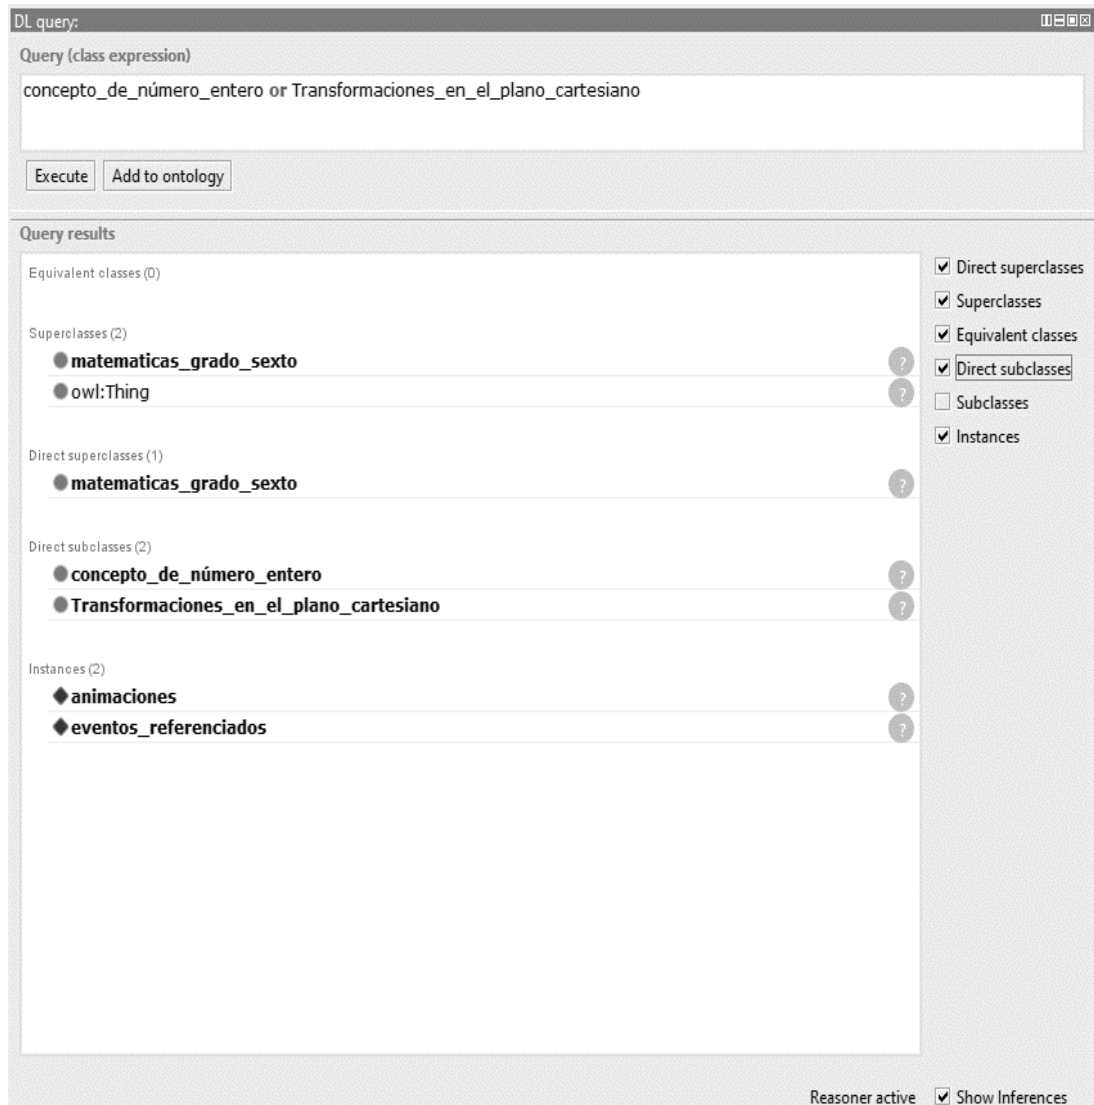 DL query:
Query (class expression)
concepto_de_número_entero or Transformaciones_en_el_plano_cartesiano
Execute Add to ontology
Query results
Equivalent classes (0)
Direct superclasses
Superclasses
Equivalent classes
Direct subclasses
Subclasses
Instances
Superclasses (2)
matematicas_grado_sexto ?
owl:Thing ?
Direct superclasses (1)
matematicas_grado_sexto ?
Direct subclasses (2)
concepto_de_número_entero ?
Transformaciones_en_el_plano_cartesiano ?
Instances (2)
animaciones ?
eventos_referenciados ?
Reasoner active Show Inferences